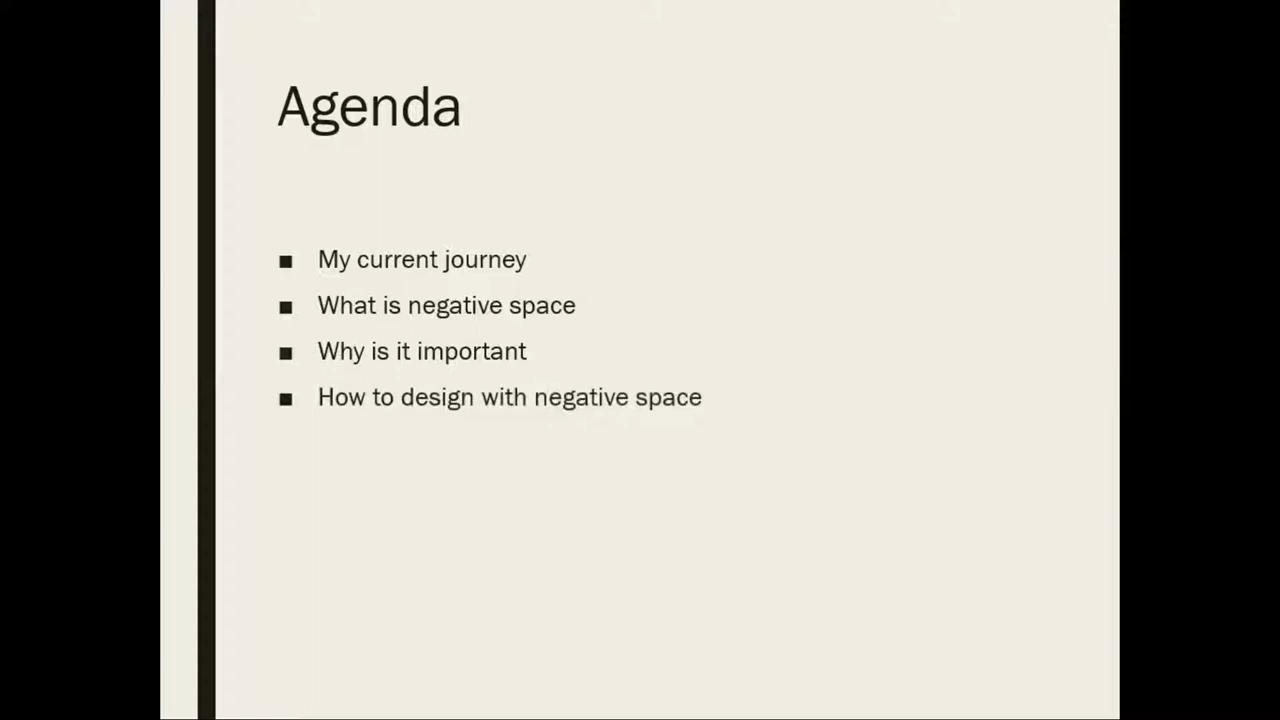 Agenda
■ My current journey
■ What is negative space
■ Why is it important
■ How to design with negative space